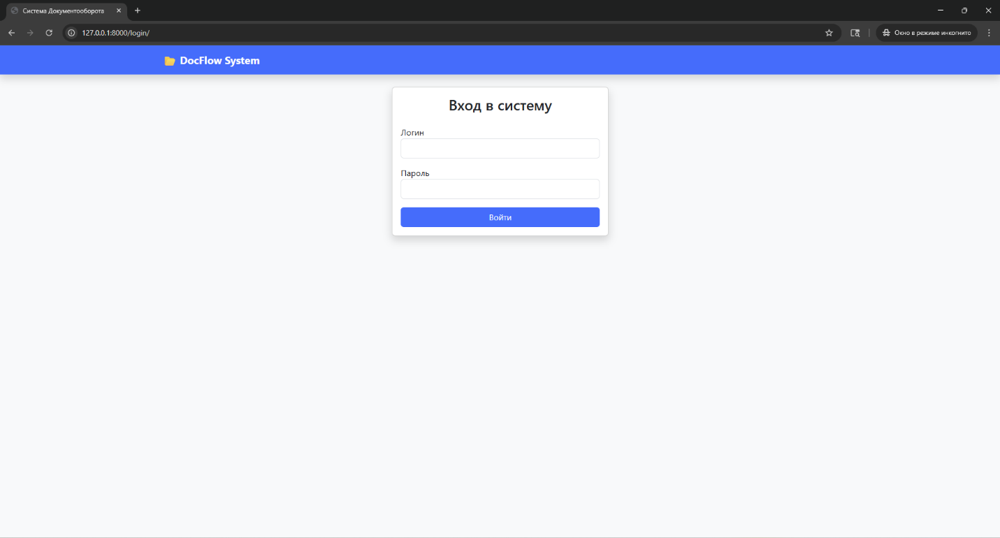 Система Документооборота
127.0.0.1:8000/login/
Окно в режиме инкогнито
DocFlow System
Вход в систему
Логин
Пароль
Войти